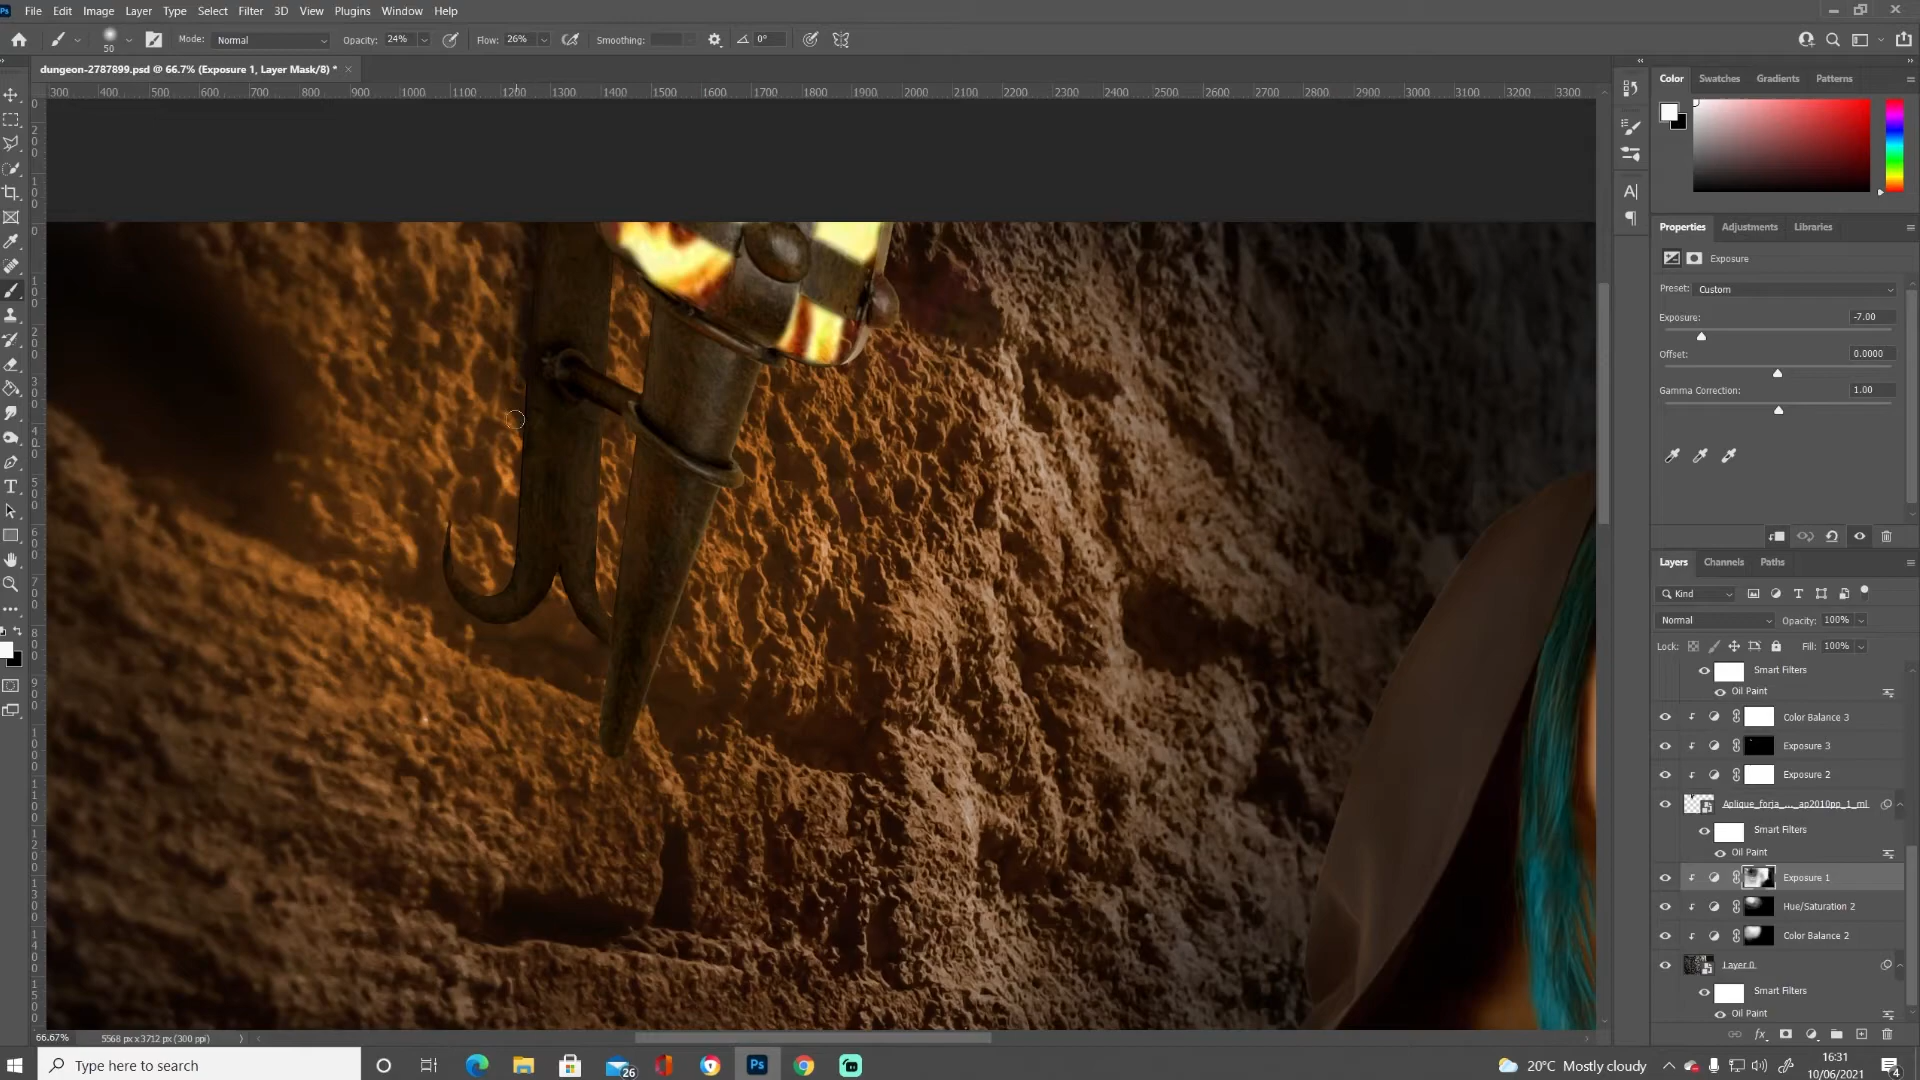 Ps File Edit Image Layer Type Select Filter 3D View Plugins Window Help
50 Mode: Normal Opacity: 24% Flow: 26% Smoothing: 0°
dungeon-2787899.psd @ 66.7% (Exposure 1, Layer Mask/8) * ×
300 400 500 600 700 800 900 1000 1100 1200 1300 1400 1500 1600 1700 1800 1900 2000 2100 2200 2300 2400 2500 2600 2700 2800 2900 3000 3100 3200 3300
Color Swatches Gradients Patterns
Properties Adjustments Libraries
Exposure
Preset: Custom
Exposure: -7.00
Offset: 0.0000
Gamma Correction: 1.00
Layers Channels Paths
Kind
Normal Opacity: 100%
Lock: Fill: 100%
Smart Filters
Oil Paint
Color Balance 3
Exposure 3
Exposure 2
Aplique_forja_..._ap2010pp_1_ml
Smart Filters
Oil Paint
Exposure 1
Hue/Saturation 2
Color Balance 2
Layer 0
Smart Filters
Oil Paint
66.67% 5568 px x 3712 px (300 ppi)
Type here to search 26 Ps 20°C Mostly cloudy 16:31
10/06/2021 4